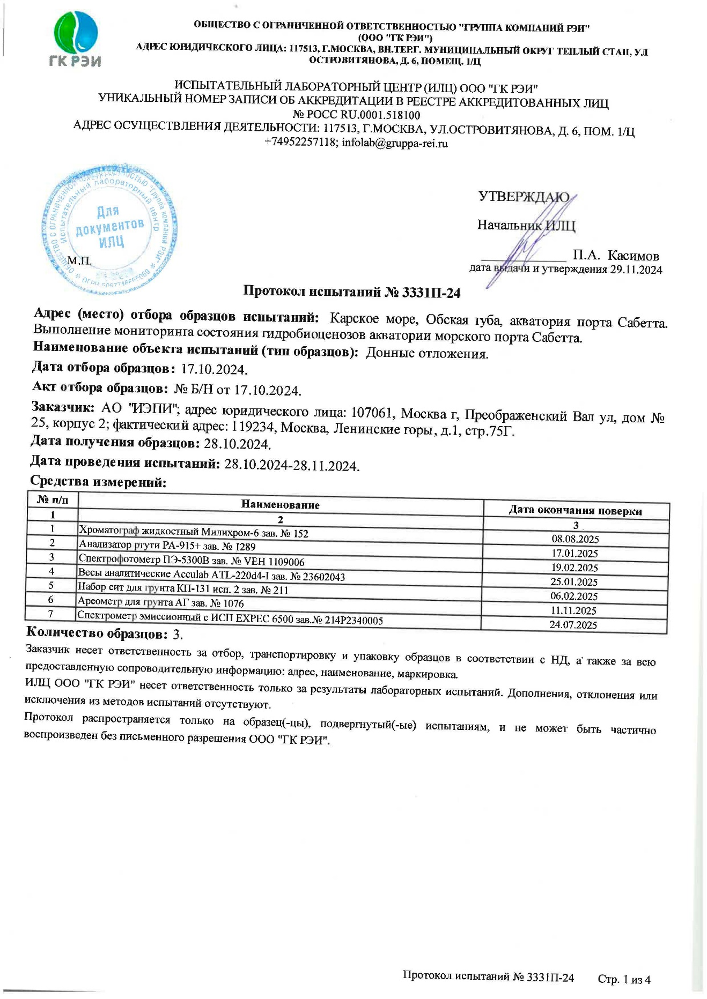 ГК РЭИ
ОБЩЕСТВО С ОГРАНИЧЕННОЙ ОТВЕТСТВЕННОСТЬЮ "ГРУППА КОМПАНИЙ РЭИ"
(ООО "ГК РЭИ")
АДРЕС ЮРИДИЧЕСКОГО ЛИЦА: 117513, Г.МОСКВА, ВН.ТЕР.Г. МУНИЦИПАЛЬНЫЙ ОКРУГ ТЕПЛЫЙ СТАН, УЛ
ОСТРОВИТЯНОВА, Д. 6, ПОМЕЩ. 1/Ц
ИСПЫТАТЕЛЬНЫЙ ЛАБОРАТОРНЫЙ ЦЕНТР (ИЛЦ) ООО "ГК РЭИ"
УНИКАЛЬНЫЙ НОМЕР ЗАПИСИ ОБ АККРЕДИТАЦИИ В РЕЕСТРЕ АККРЕДИТОВАННЫХ ЛИЦ
№ РОСС RU.0001.518100
АДРЕС ОСУЩЕСТВЛЕНИЯ ДЕЯТЕЛЬНОСТИ: 117513, Г.МОСКВА, УЛ.ОСТРОВИТЯНОВА, Д. 6, ПОМ. 1/Ц
+74952257118; infolab@gruppa-rei.ru
ОБЩЕСТВО С ОГРАНИЧЕННОЙ ОТВЕТСТВЕННОСТЬЮ "Группа компаний РЭИ"
Испытательный лабораторный центр
Для
документов
ИЛЦ
М.П.
УТВЕРЖДАЮ
Начальник ИЛЦ
П.А. Касимов
дата выдачи и утверждения 29.11.2024
Протокол испытаний № 3331П-24
Адрес (место) отбора образцов испытаний: Карское море, Обская губа, акватория порта Сабетта.
Выполнение мониторинга состояния гидробиоценозов акватории морского порта Сабетта.
Наименование объекта испытаний (тип образцов): Донные отложения.
Дата отбора образцов: 17.10.2024.
Акт отбора образцов: № Б/Н от 17.10.2024.
Заказчик: АО "ИЭПИ"; адрес юридического лица: 107061, Москва г, Преображенский Вал ул, дом №
25, корпус 2; фактический адрес: 119234, Москва, Ленинские горы, д.1, стр.75Г.
Дата получения образцов: 28.10.2024.
Дата проведения испытаний: 28.10.2024-28.11.2024.
Средства измерений:
№ п/п Наименование Дата окончания поверки
1 2 3
1 Хроматограф жидкостный Милихром-6 зав. № 152 08.08.2025
2 Анализатор ртути РА-915+ зав. № 1289 17.01.2025
3 Спектрофотометр ПЭ-5300В зав. № VEH 1109006 19.02.2025
4 Весы аналитические Acculab ATL-220d4-I зав. № 23602043 25.01.2025
5 Набор сит для грунта КП-131 исп. 2 зав. № 211 06.02.2025
6 Ареометр для грунта АГ зав. № 1076 11.11.2025
7 Спектрометр эмиссионный с ИСП EXPEC 6500 зав.№ 214P2340005 24.07.2025
Количество образцов: 3.
Заказчик несет ответственность за отбор, транспортировку и упаковку образцов в соответствии с НД, а также за всю
предоставленную сопроводительную информацию: адрес, наименование, маркировка.
ИЛЦ ООО "ГК РЭИ" несет ответственность только за результаты лабораторных испытаний. Дополнения, отклонения или
исключения из методов испытаний отсутствуют.
Протокол распространяется только на образец(-цы), подвергнутый(-ые) испытаниям, и не может быть частично
воспроизведен без письменного разрешения ООО "ГК РЭИ".
Протокол испытаний № 3331П-24 Стр. 1 из 4